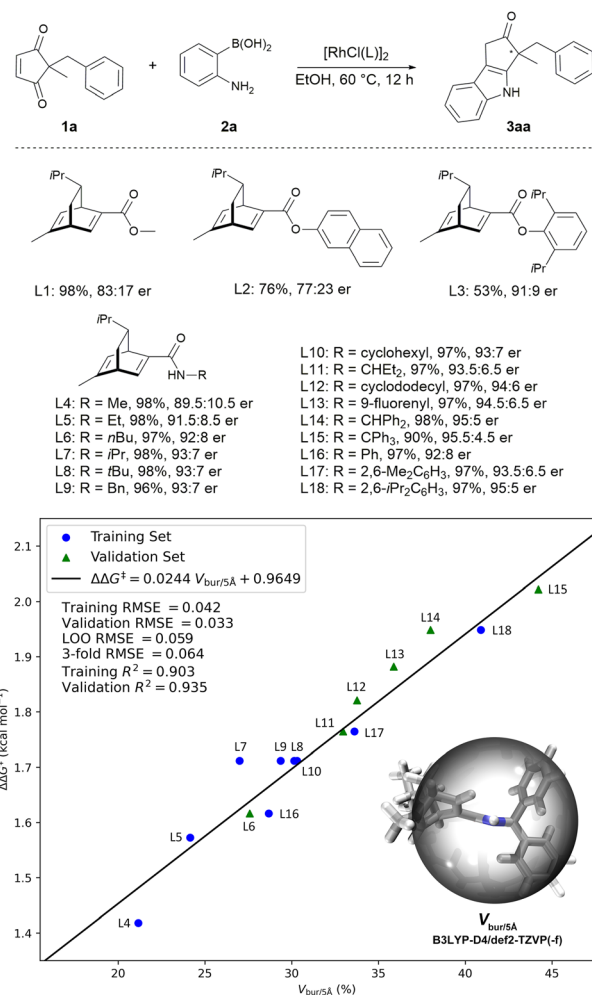 O
O
B(OH)2
NH2
[RhCl(L)]2
EtOH, 60 °C, 12 h
O
*
NH
+
1a
2a
3aa
iPr
O
O
iPr
O
O
iPr
O
O
iPr
iPr
L1: 98%, 83:17 er
L2: 76%, 77:23 er
L3: 53%, 91:9 er
iPr
O
HN
R
L4: R = Me, 98%, 89.5:10.5 er
L5: R = Et, 98%, 91.5:8.5 er
L6: R = nBu, 97%, 92:8 er
L7: R = iPr, 98%, 93:7 er
L8: R = tBu, 98%, 93:7 er
L9: R = Bn, 96%, 93:7 er
L10: R = cyclohexyl, 97%, 93:7 er
L11: R = CHEt2, 97%, 93.5:6.5 er
L12: R = cyclododecyl, 97%, 94:6 er
L13: R = 9-fluorenyl, 97%, 94.5:6.5 er
L14: R = CHPh2, 98%, 95:5 er
L15: R = CPh3, 90%, 95.5:4.5 er
L16: R = Ph, 97%, 92:8 er
L17: R = 2,6-Me2C6H3, 97%, 93.5:6.5 er
L18: R = 2,6-iPr2C6H3, 97%, 95:5 er
Training Set
Validation Set
ΔΔG‡ = 0.0244 Vbur/5Å + 0.9649
Training RMSE = 0.042
Validation RMSE = 0.033
LOO RMSE = 0.059
3-fold RMSE = 0.064
Training R2 = 0.903
Validation R2 = 0.935
2.1
2.0
1.9
1.8
1.7
1.6
1.5
1.4
ΔΔG‡ (kcal mol−1)
L15
L14
L18
L13
L12
L11
L17
L7
L9
L8
L10
L6
L16
L5
L4
Vbur/5Å
B3LYP-D4/def2-TZVP(-f)
20
25
30
35
40
45
Vbur/5Å (%)